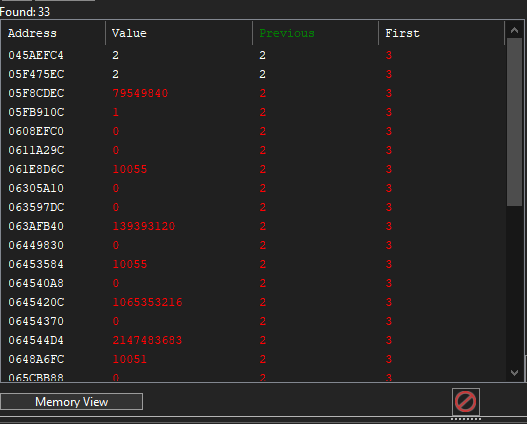 Found: 33
Address Value Previous First
045AEFC4 2 2 3
05F475EC 2 2 3
05F8CDEC 79549840 2 3
05FB910C 1 2 3
0608EFC0 0 2 3
0611A29C 0 2 3
061E8D6C 10055 2 3
06305A10 0 2 3
063597DC 0 2 3
063AFB40 139393120 2 3
06449830 0 2 3
06453584 10055 2 3
064540A8 0 2 3
0645420C 1065353216 2 3
06454370 0 2 3
064544D4 2147483683 2 3
0648A6FC 10051 2 3
065CBB88 0 2 3
Memory View